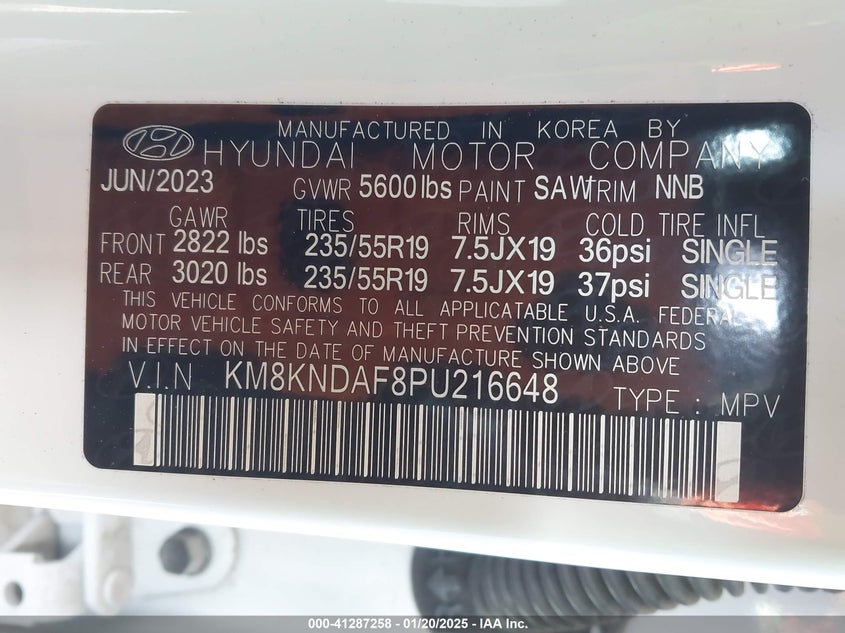 MANUFACTURED IN KOREA BY
HYUNDAI MOTOR COMPANY
JUN/2023 GVWR 5600 lbs PAINT SAW TRIM NNB
GAWR TIRES RIMS COLD TIRE INFL
FRONT 2822 lbs 235/55R19 7.5JX19 36psi SINGLE
REAR 3020 lbs 235/55R19 7.5JX19 37psi SINGLE
THIS VEHICLE CONFORMS TO ALL APPLICATABLE U.S.A. FEDERAL
MOTOR VEHICLE SAFETY AND THEFT PREVENTION STANDARDS
IN EFFECT ON THE DATE OF MANUFACTURE SHOWN ABOVE
V.I.N KM8KNDAF8PU216648 TYPE : MPV
000-41287258 - 01/20/2025 - IAA Inc.